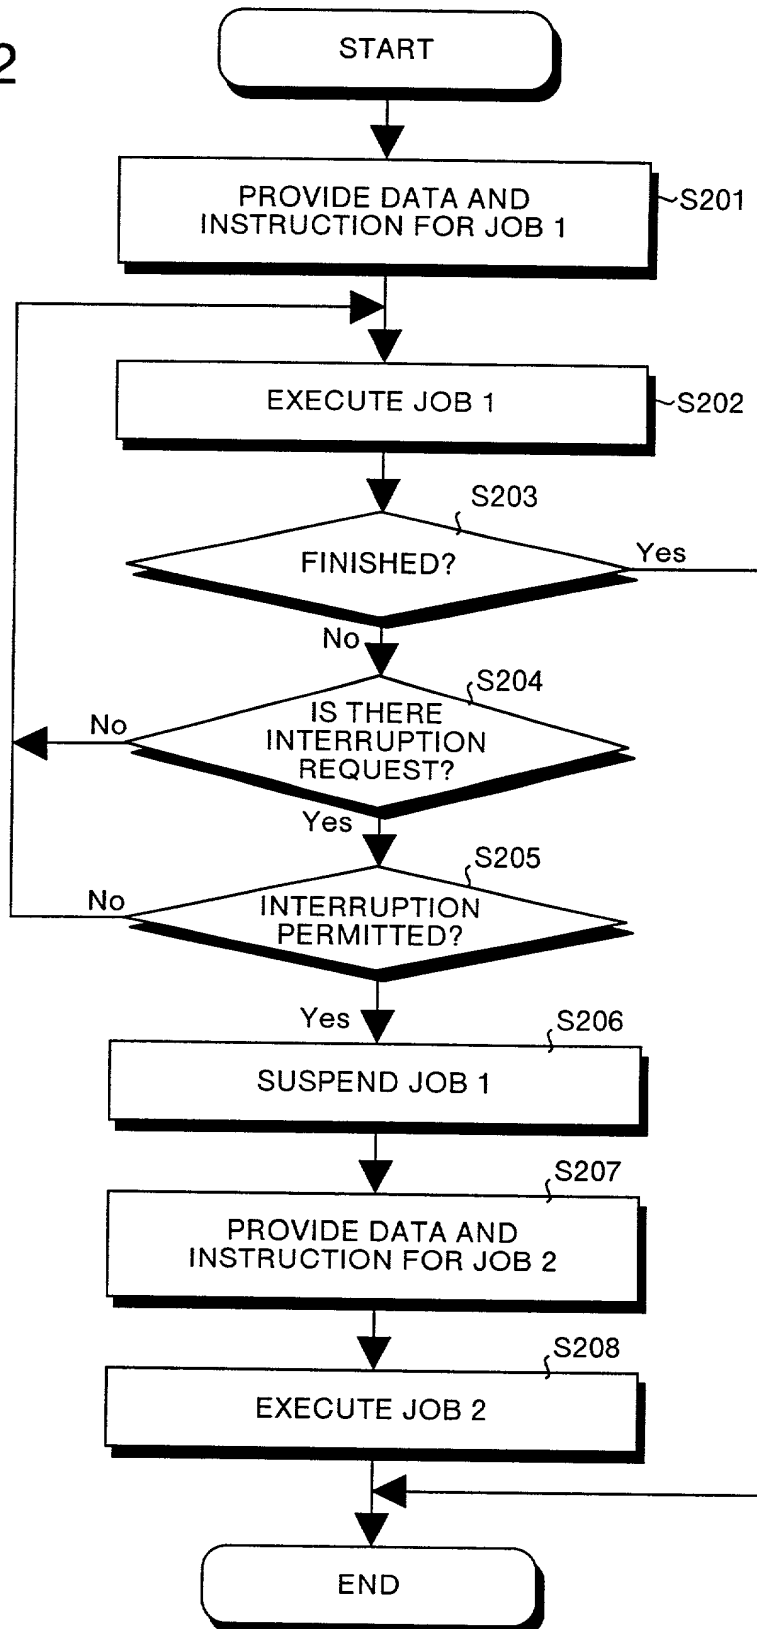 2
START
PROVIDE DATA AND
INSTRUCTION FOR JOB 1
S201
EXECUTE JOB 1
S202
S203
FINISHED?
Yes
No
S204
IS THERE
INTERRUPTION
REQUEST?
No
Yes
S205
INTERRUPTION
PERMITTED?
No
Yes
S206
SUSPEND JOB 1
S207
PROVIDE DATA AND
INSTRUCTION FOR JOB 2
S208
EXECUTE JOB 2
END